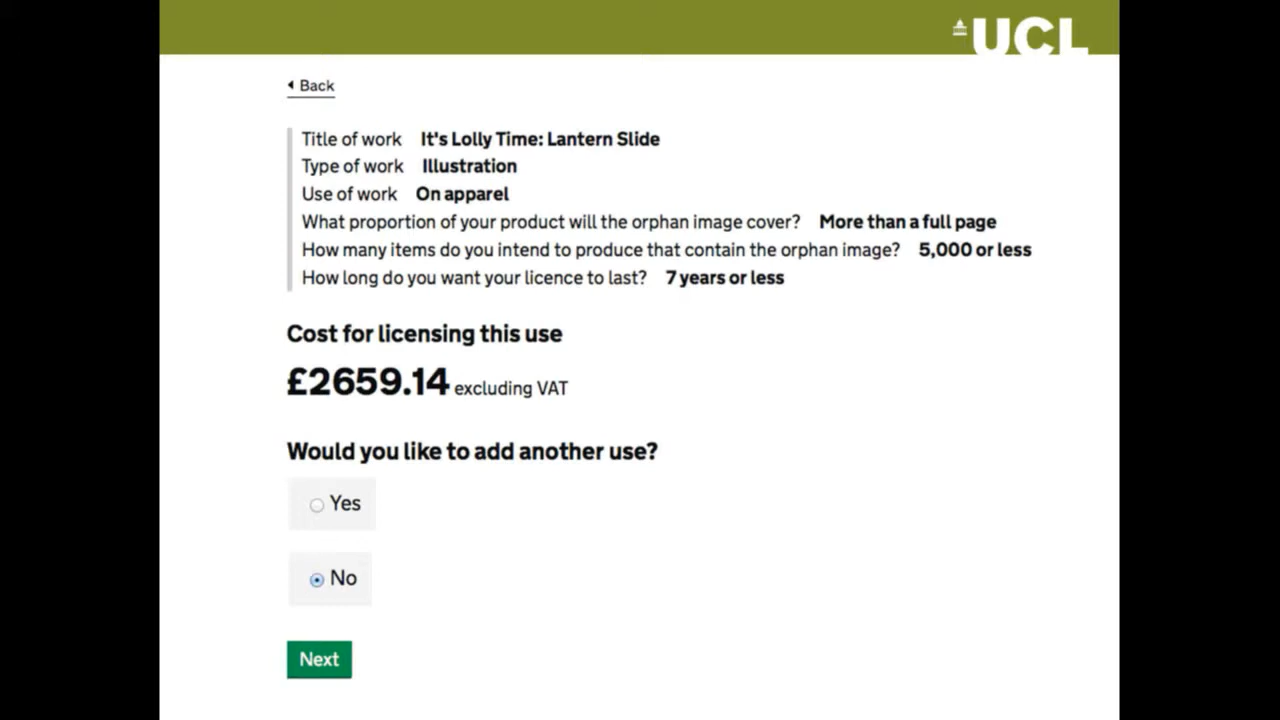 UCL
Back
Title of work It's Lolly Time: Lantern Slide
Type of work Illustration
Use of work On apparel
What proportion of your product will the orphan image cover? More than a full page
How many items do you intend to produce that contain the orphan image? 5,000 or less
How long do you want your licence to last? 7 years or less
Cost for licensing this use
£2659.14 excluding VAT
Would you like to add another use?
Yes
No
Next